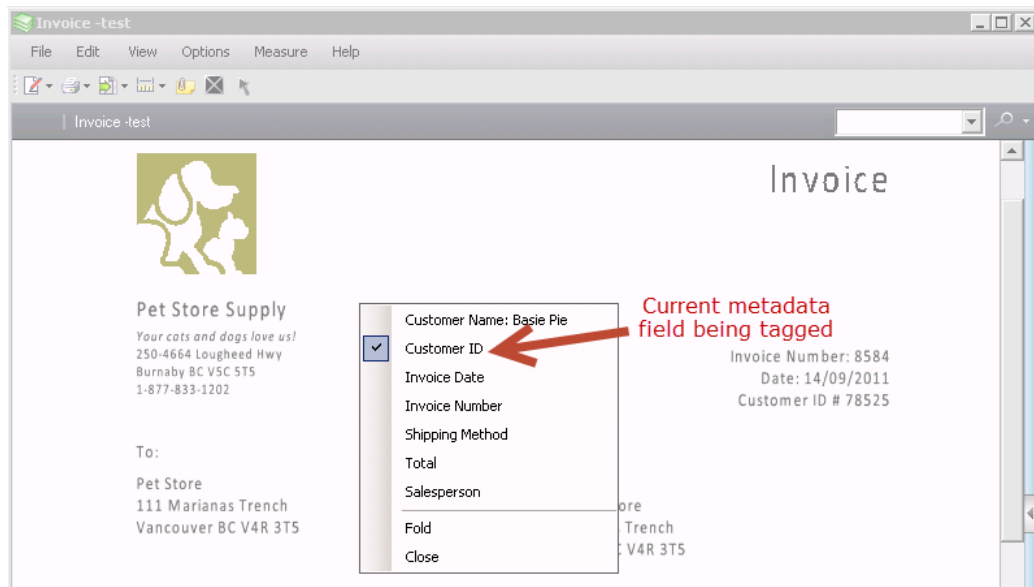 Invoice -test
File Edit View Options Measure Help
Invoice -test
Invoice
Pet Store Supply
Your cats and dogs love us!
250-4664 Lougheed Hwy
Burnaby BC V5C 5T5
1-877-833-1202
Customer Name: Basie Pie
Customer ID
Invoice Date
Invoice Number
Shipping Method
Total
Salesperson
Fold
Close
Current metadata
field being tagged
Invoice Number: 8584
Date: 14/09/2011
Customer ID # 78525
To:
Pet Store
111 Marianas Trench
Vancouver BC V4R 3T5
ore
Trench
V4R 3T5